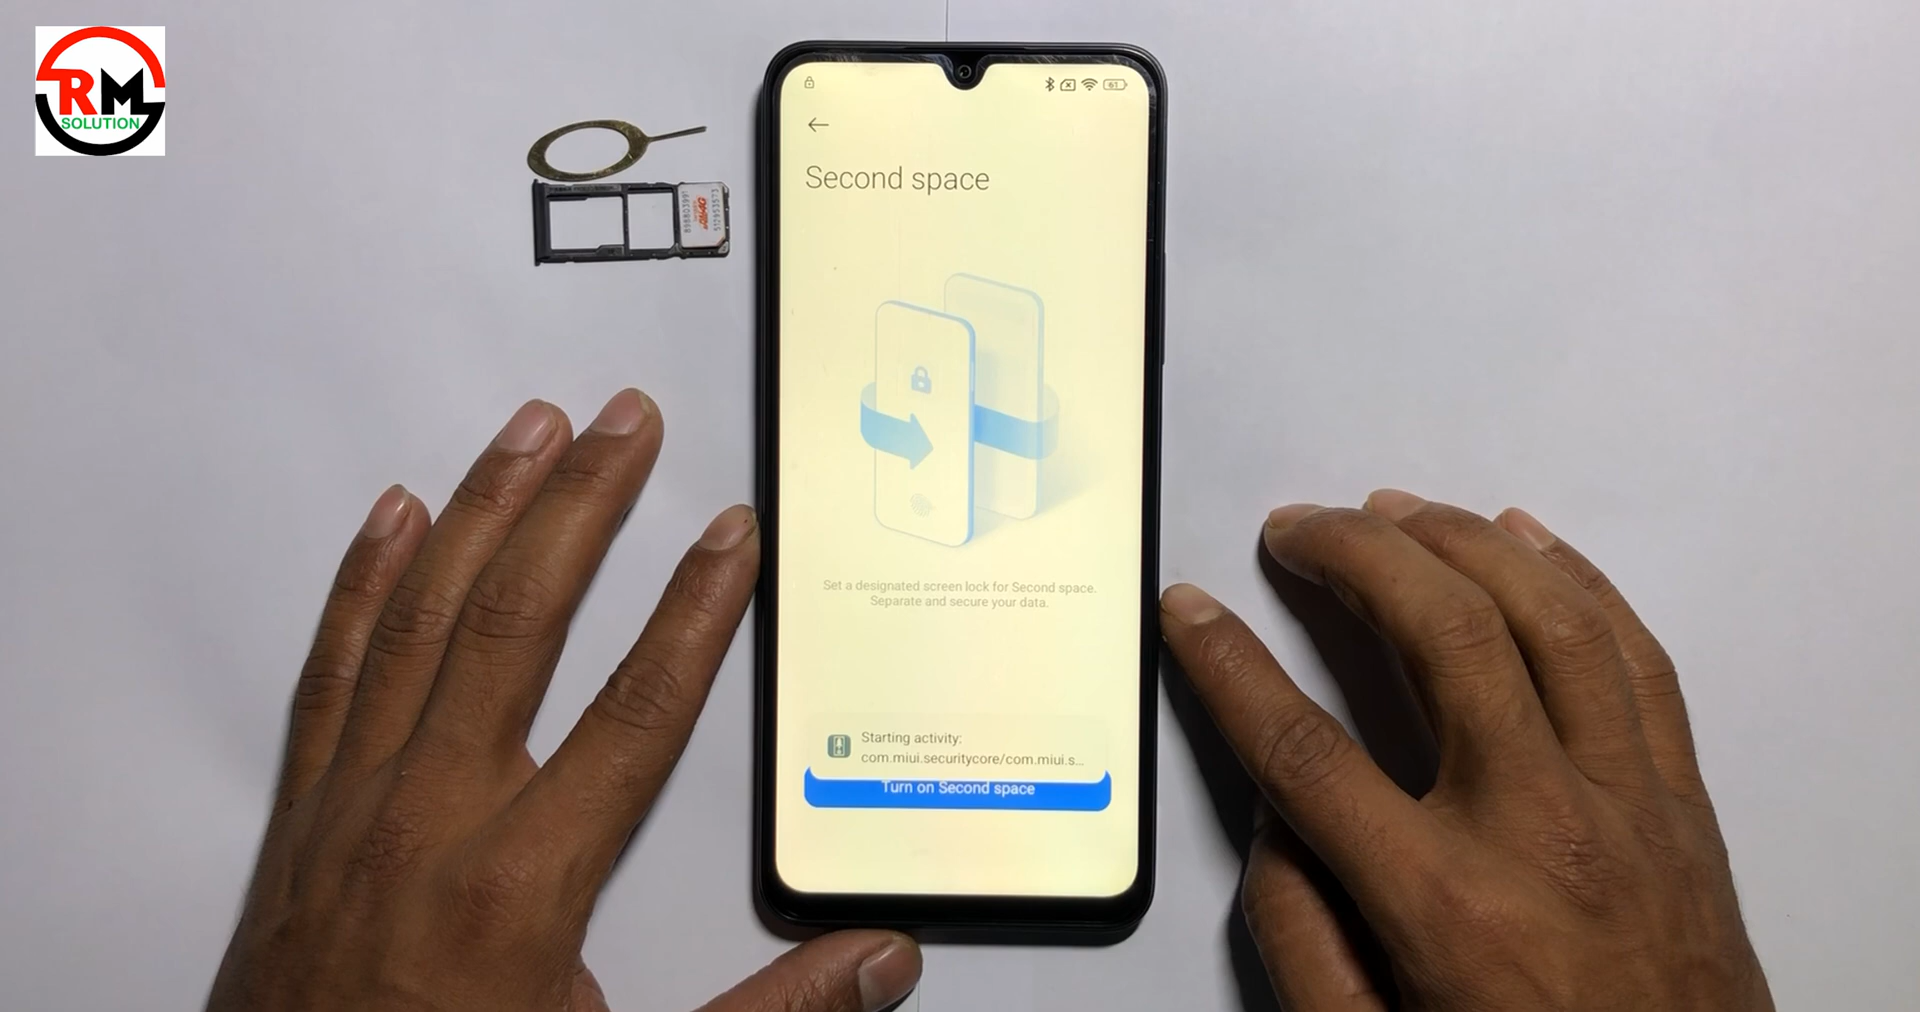 RM
SOLUTION
61
Second space
Set a designated screen lock for Second space.
Separate and secure your data.
Starting activity:
com.miui.securitycore/com.miui.s...
Turn on Second space